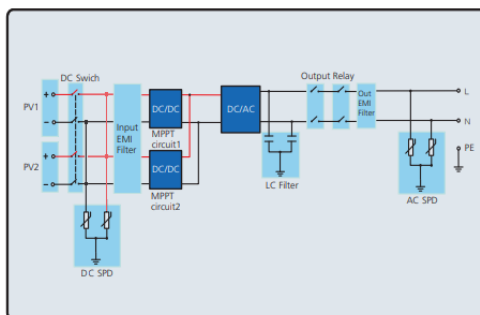 DC Swich
Output Relay
PV1
+
−
Input
EMI
Filter
DC/DC
MPPT
circuit1
DC/AC
Out
EMI
Filter
L
N
PE
PV2
+
−
DC/DC
MPPT
circuit2
LC Filter
AC SPD
DC SPD